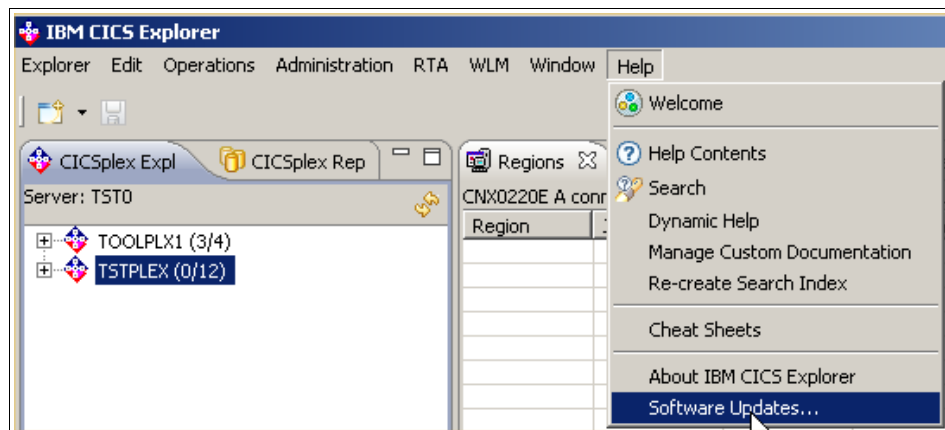 IBM CICS Explorer
Explorer Edit Operations Administration RTA WLM Window Help
Welcome
Help Contents
Search
Dynamic Help
Manage Custom Documentation
Re-create Search Index
Cheat Sheets
About IBM CICS Explorer
Software Updates...
CICSplex Expl CICSplex Rep
Server: TST0
TOOLPLX1 (3/4)
TSTPLEX (0/12)
Regions
CNX0220E A conn
Region